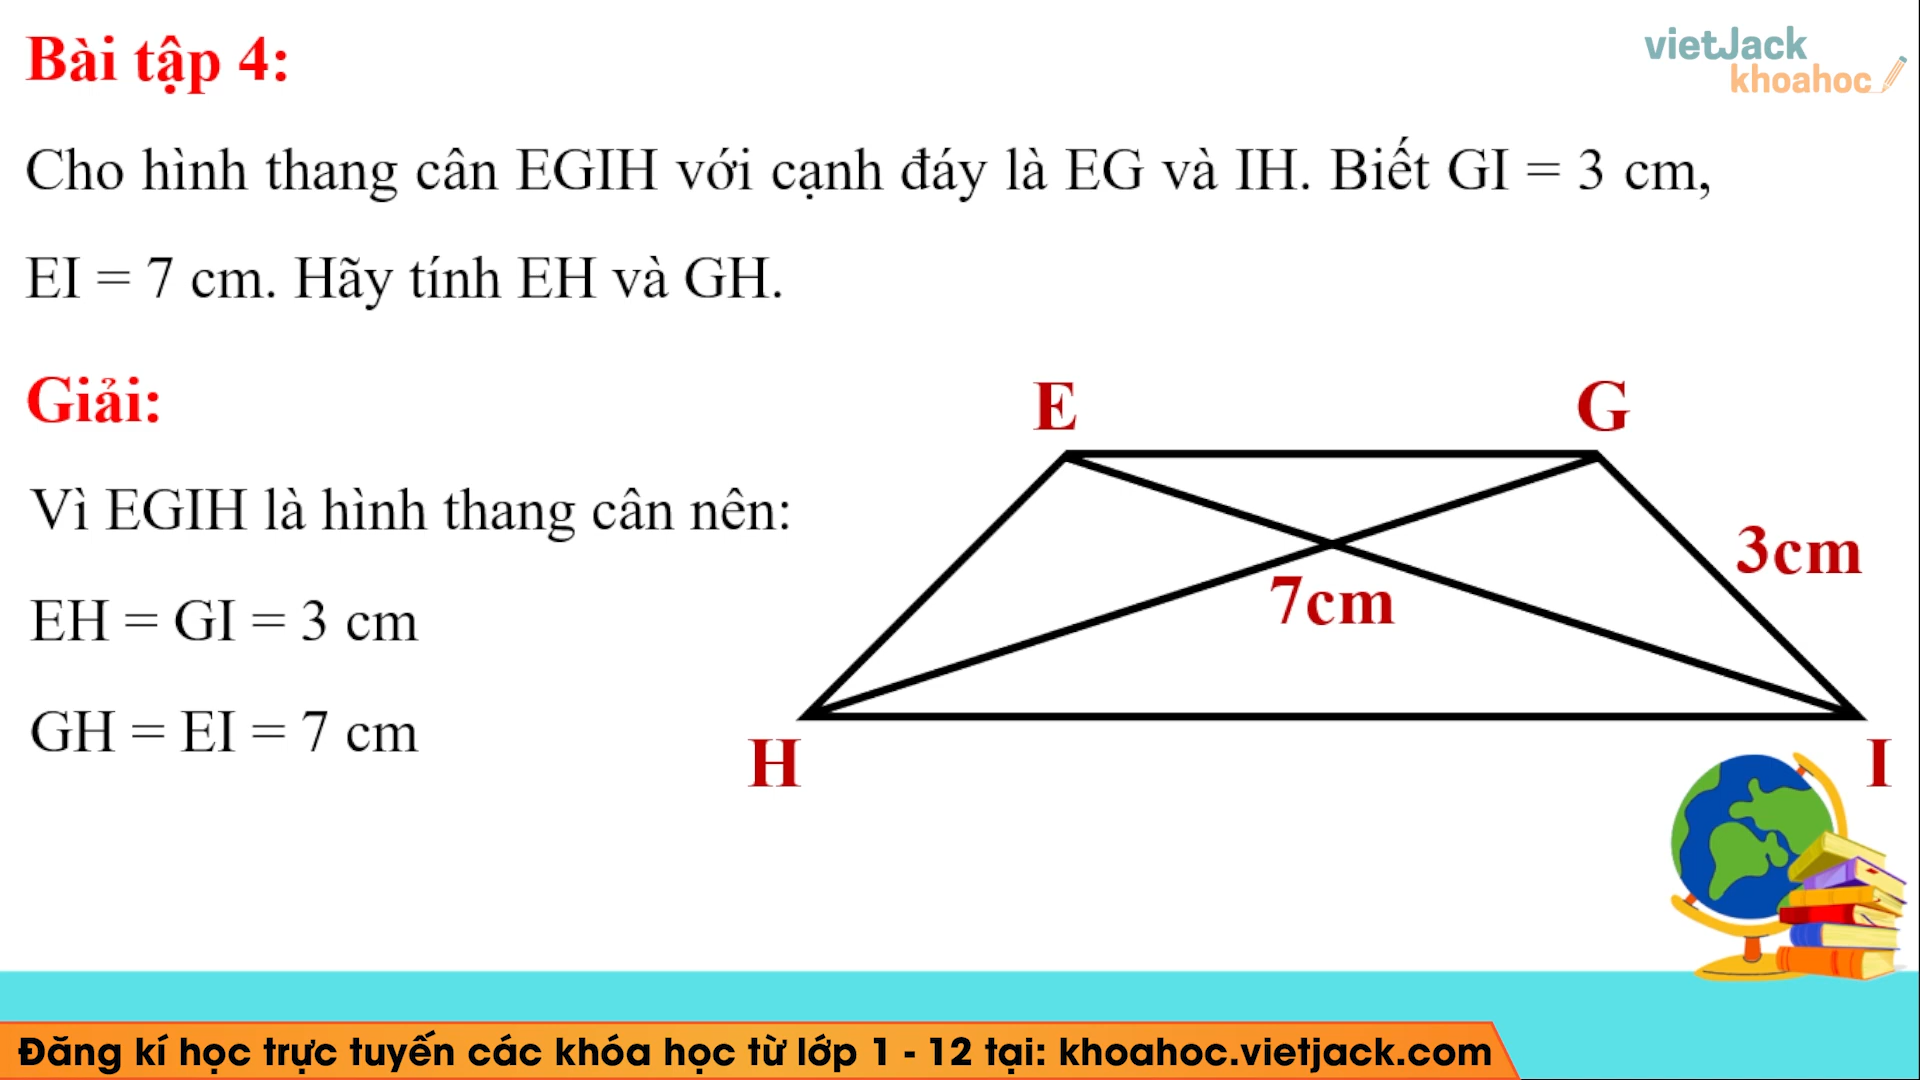 Bài tập 4:
vietJack
khoahoc
Cho hình thang cân EGIH với cạnh đáy là EG và IH. Biết GI = 3 cm,
EI = 7 cm. Hãy tính EH và GH.
Giải:
E
G
Vì EGIH là hình thang cân nên:
3cm
7cm
EH = GI = 3 cm
GH = EI = 7 cm
H
I
Đăng kí học trực tuyến các khóa học từ lớp 1 - 12 tại: khoahoc.vietjack.com